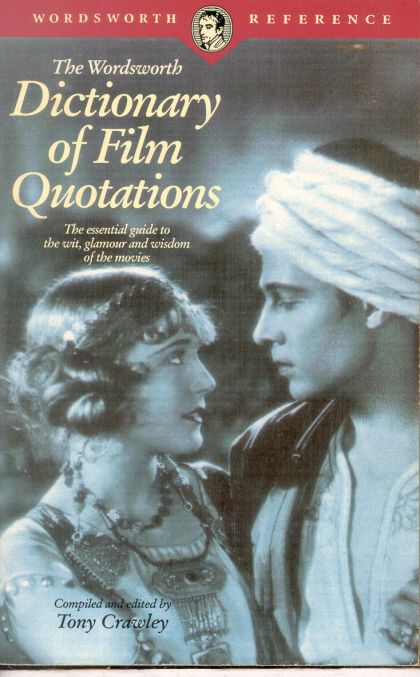 WORDSWORTH REFERENCE
The Wordsworth
Dictionary
of Film
Quotations
The essential guide to
the wit, glamour and wisdom
of the movies
Compiled and edited by
Tony Crawley